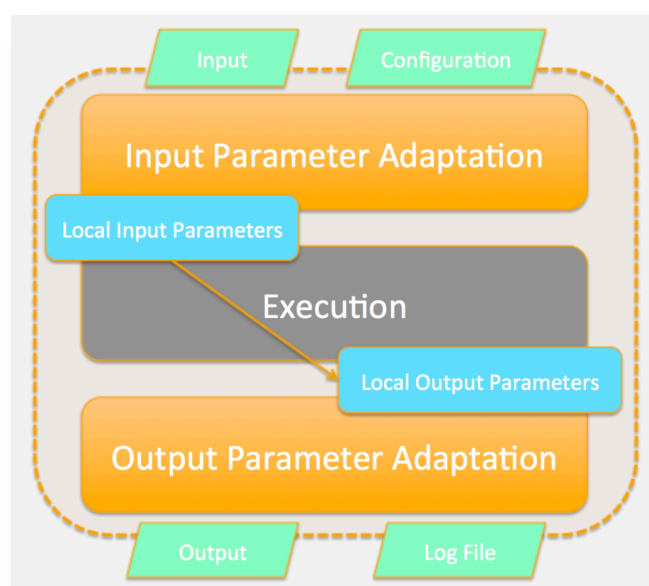 Input
Configuration
Input Parameter Adaptation
Local Input Parameters
Execution
Local Output Parameters
Output Parameter Adaptation
Output
Log File